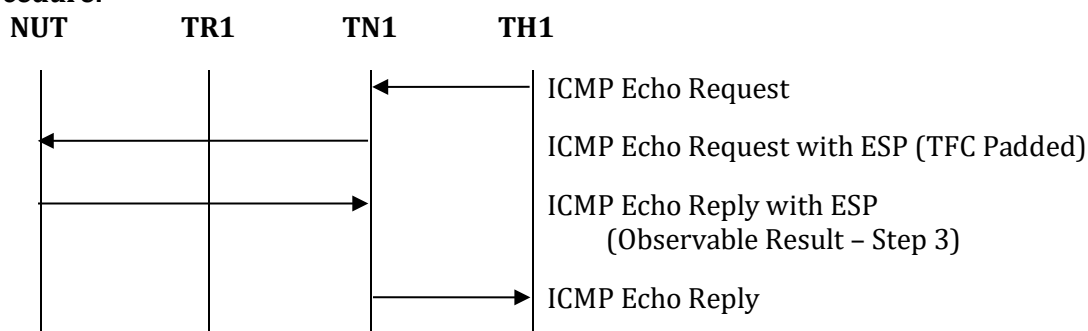 NUT TR1 TN1 TH1
ICMP Echo Request
ICMP Echo Request with ESP (TFC Padded)
ICMP Echo Reply with ESP
(Observable Result – Step 3)
ICMP Echo Reply